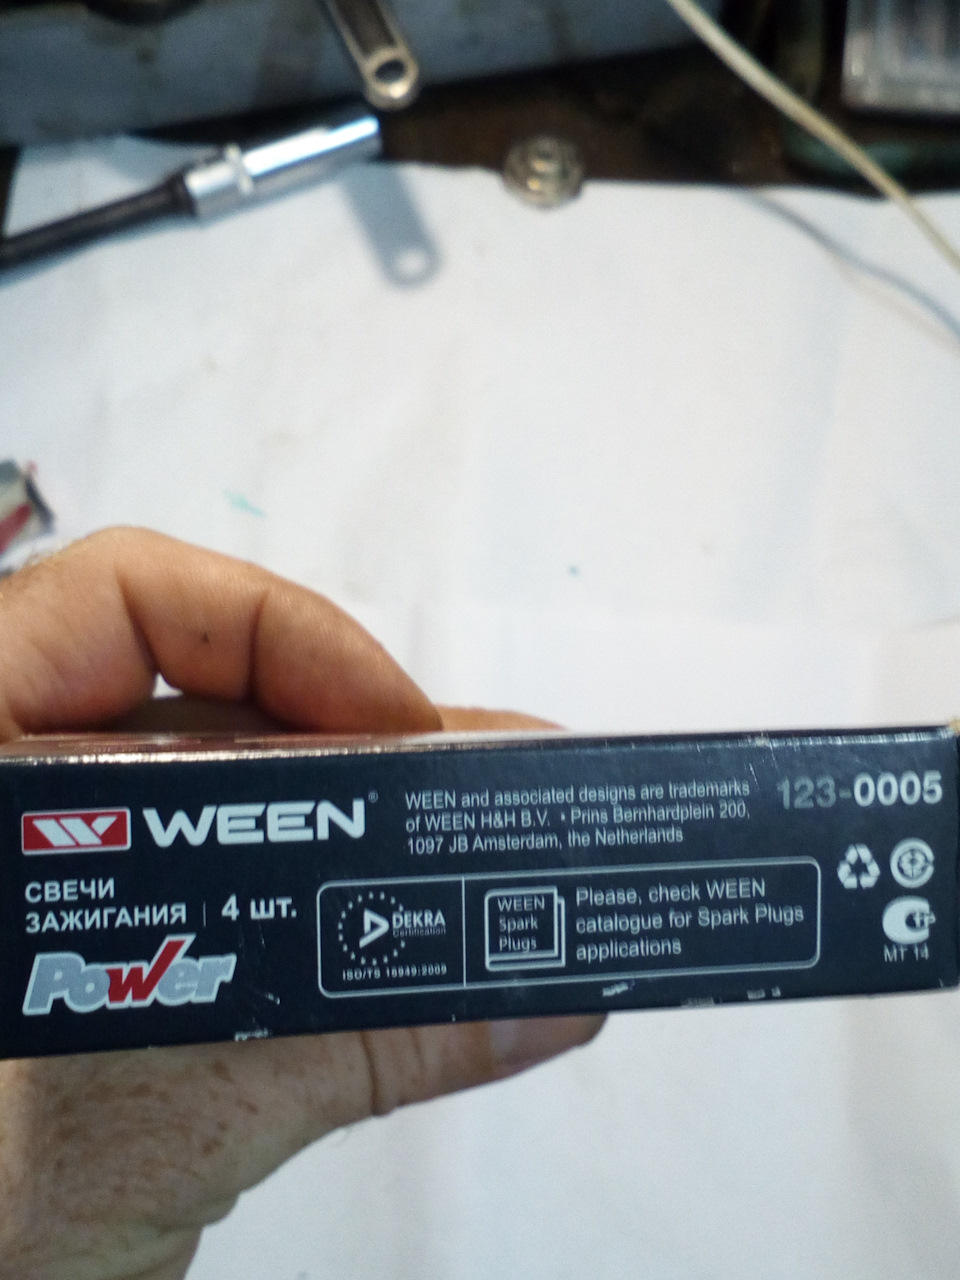 WEEN®
WEEN and associated designs are trademarks
of WEEN H&H B.V. • Prins Bernhardplein 200,
1097 JB Amsterdam, the Netherlands
123-0005
СВЕЧИ
ЗАЖИГАНИЯ | 4 шт.
Power
DEKRA
Certification
ISO/TS 16949:2009
WEEN
Spark
Plugs
Please, check WEEN
catalogue for Spark Plugs
applications
MT 14